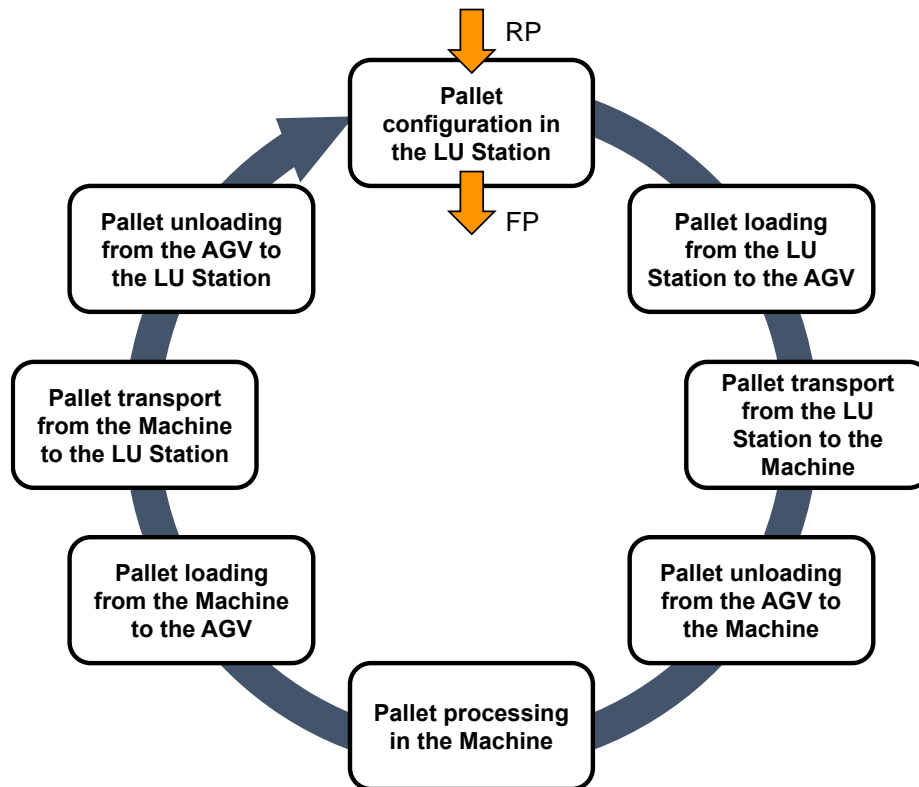 RP
Pallet
configuration in
the LU Station
FP
Pallet loading
from the LU
Station to the AGV
Pallet transport
from the LU
Station to the
Machine
Pallet unloading
from the AGV to
the Machine
Pallet processing
in the Machine
Pallet loading
from the Machine
to the AGV
Pallet transport
from the Machine
to the LU Station
Pallet unloading
from the AGV to
the LU Station